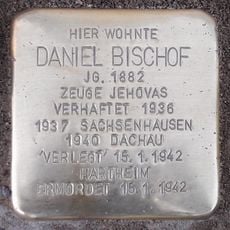 HIER WOHNTE
DANIEL BISCHOF
JG. 1882
ZEUGE JEHOVAS
VERHAFTET 1936
1937 SACHSENHAUSEN
1940 DACHAU
"VERLEGT" 15.1.1942
HARTHEIM
ERMORDET 15.1.1942